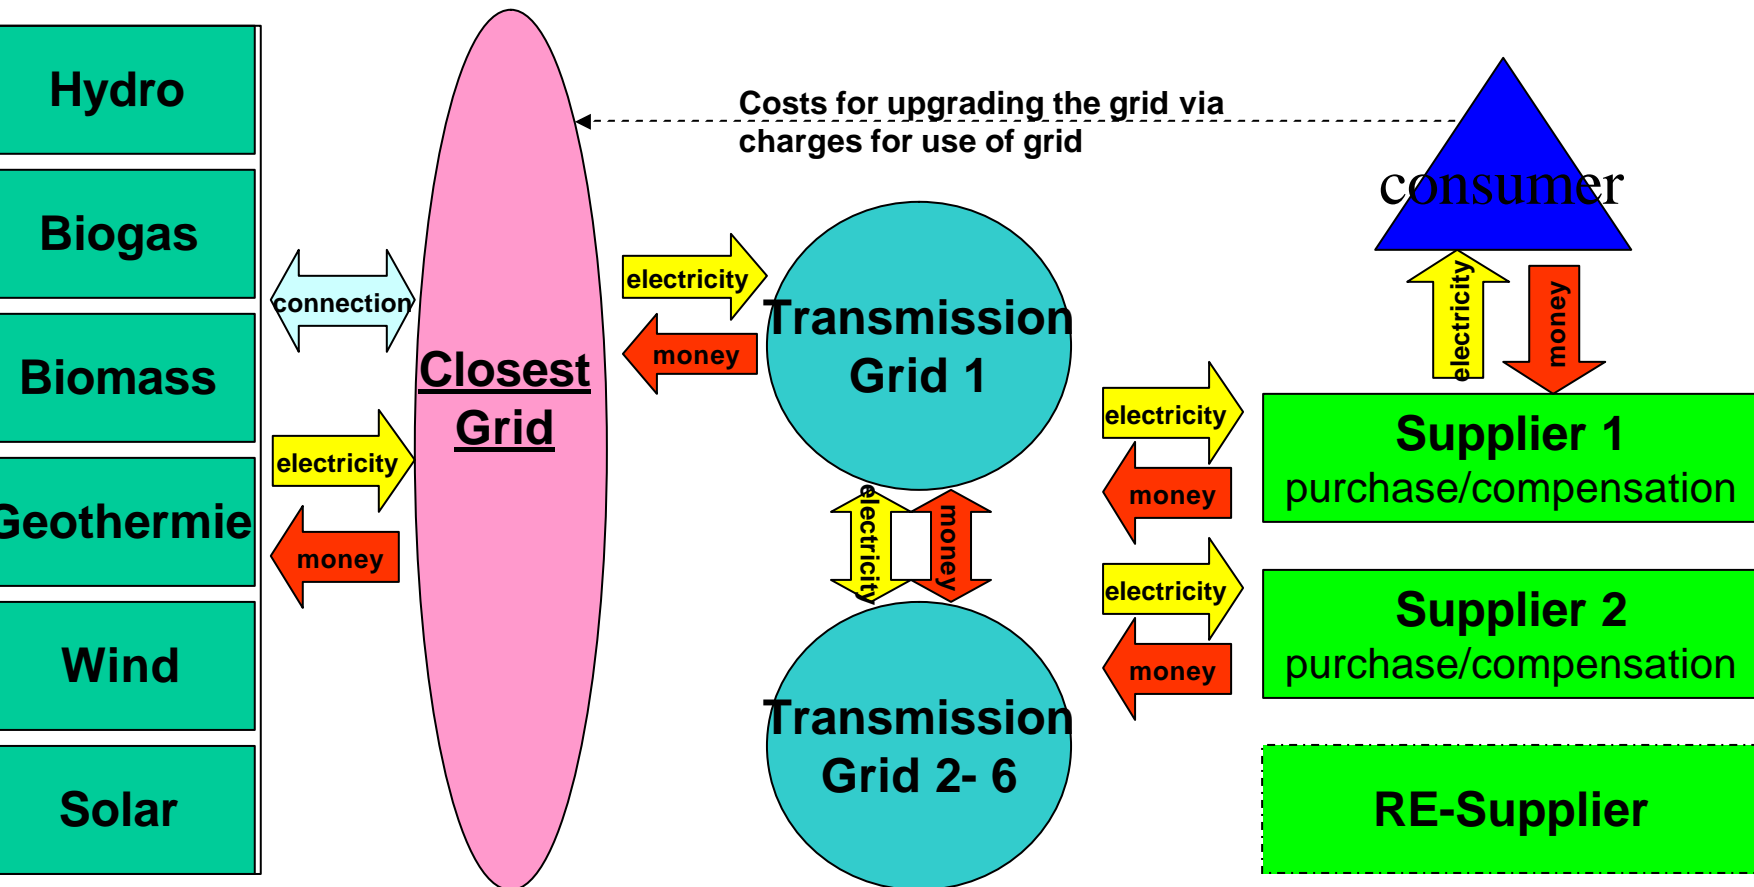 Hydro
Biogas
Biomass
Geothermie
Wind
Solar
connection
electricity
money
Closest
Grid
Costs for upgrading the grid via
charges for use of grid
electricity
money
Transmission
Grid 1
electricity
money
Transmission
Grid 2- 6
consumer
electricity
money
electricity
money
Supplier 1
purchase/compensation
electricity
money
Supplier 2
purchase/compensation
RE-Supplier